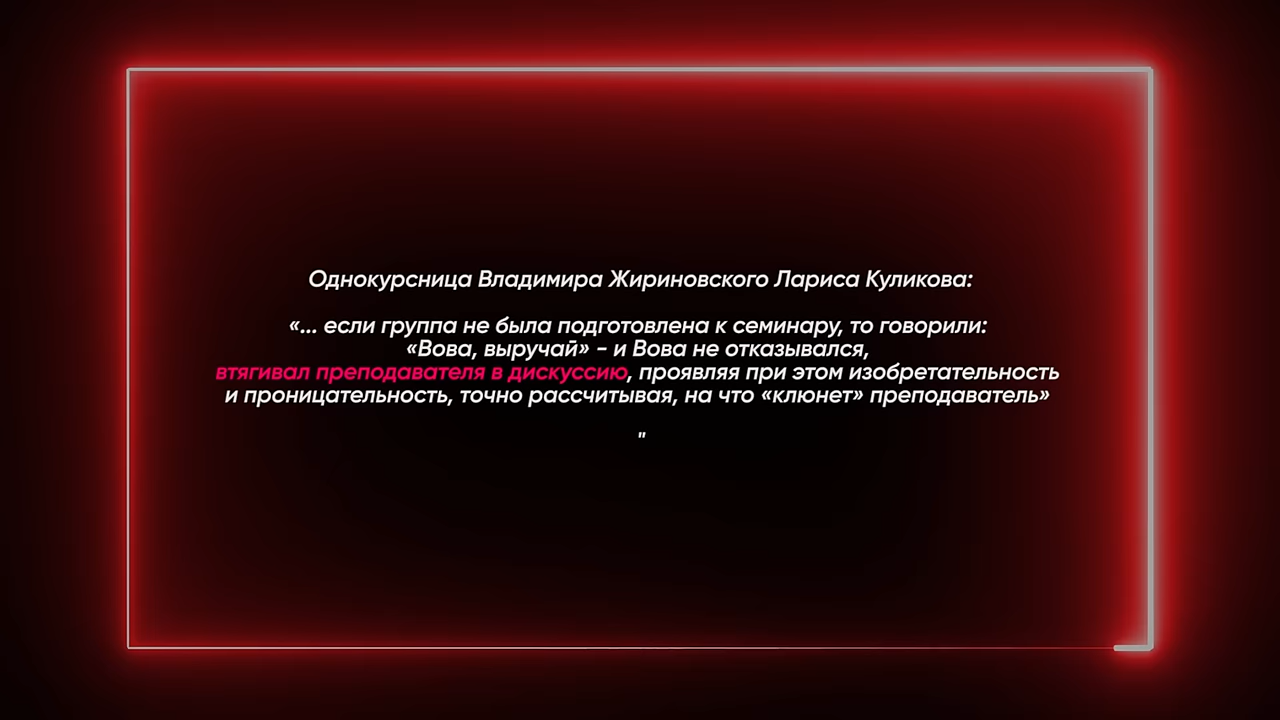 Однокурсница Владимира Жириновского Лариса Куликова:
«... если группа не была подготовлена к семинару, то говорили:
«Вова, выручай» - и Вова не отказывался,
втягивал преподавателя в дискуссию, проявляя при этом изобретательность
и проницательность, точно рассчитывая, на что «клюнет» преподаватель»
"